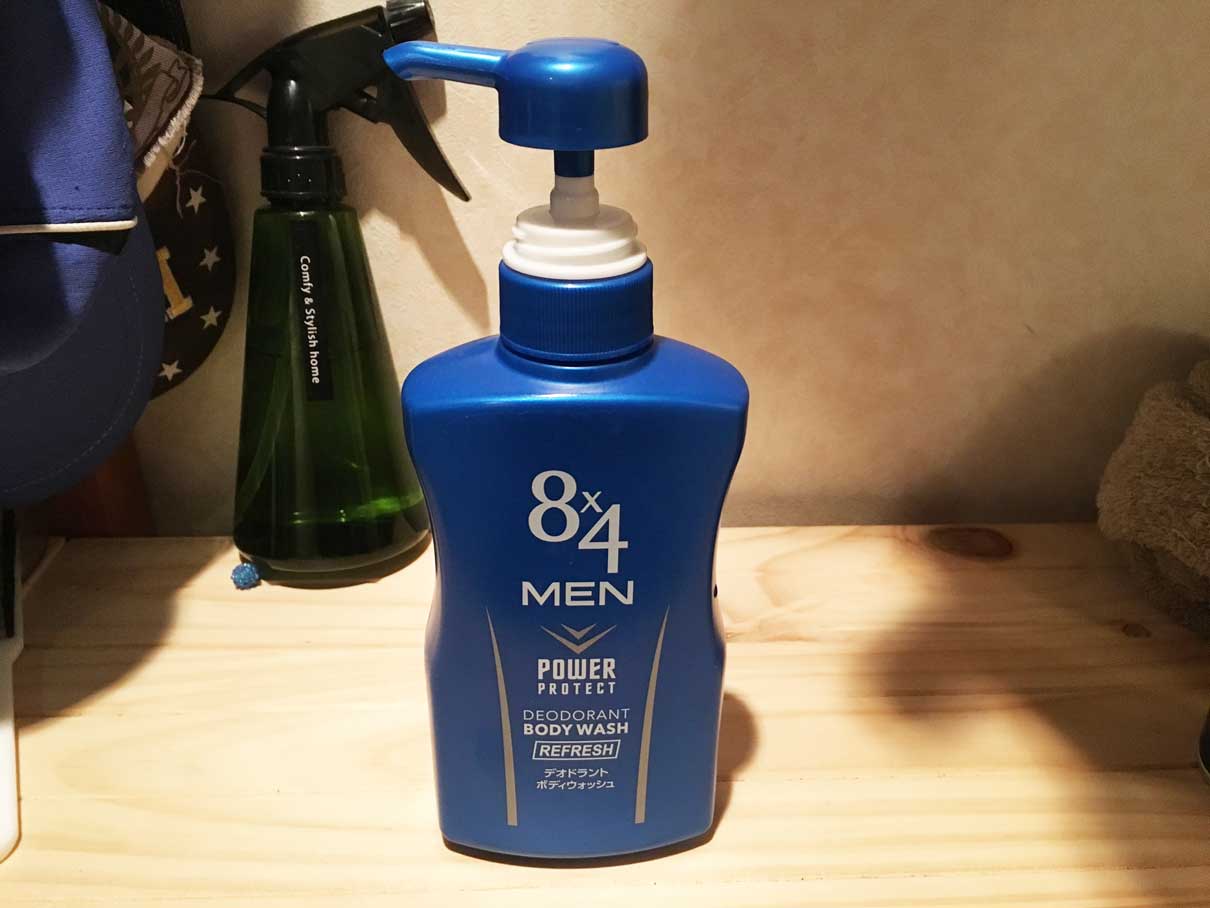 Comfy & Stylish home
8x4
MEN
POWER
PROTECT
DEODORANT
BODY WASH
REFRESH
デオドラント
ボディウォッシュ